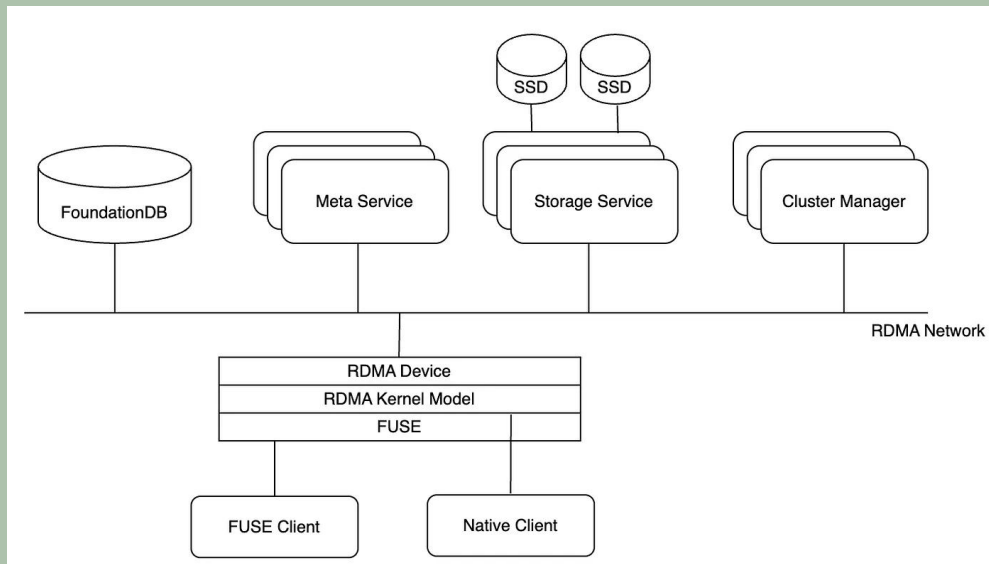 SSD
SSD
FoundationDB
Meta Service
Storage Service
Cluster Manager
RDMA Network
RDMA Device
RDMA Kernel Model
FUSE
FUSE Client
Native Client